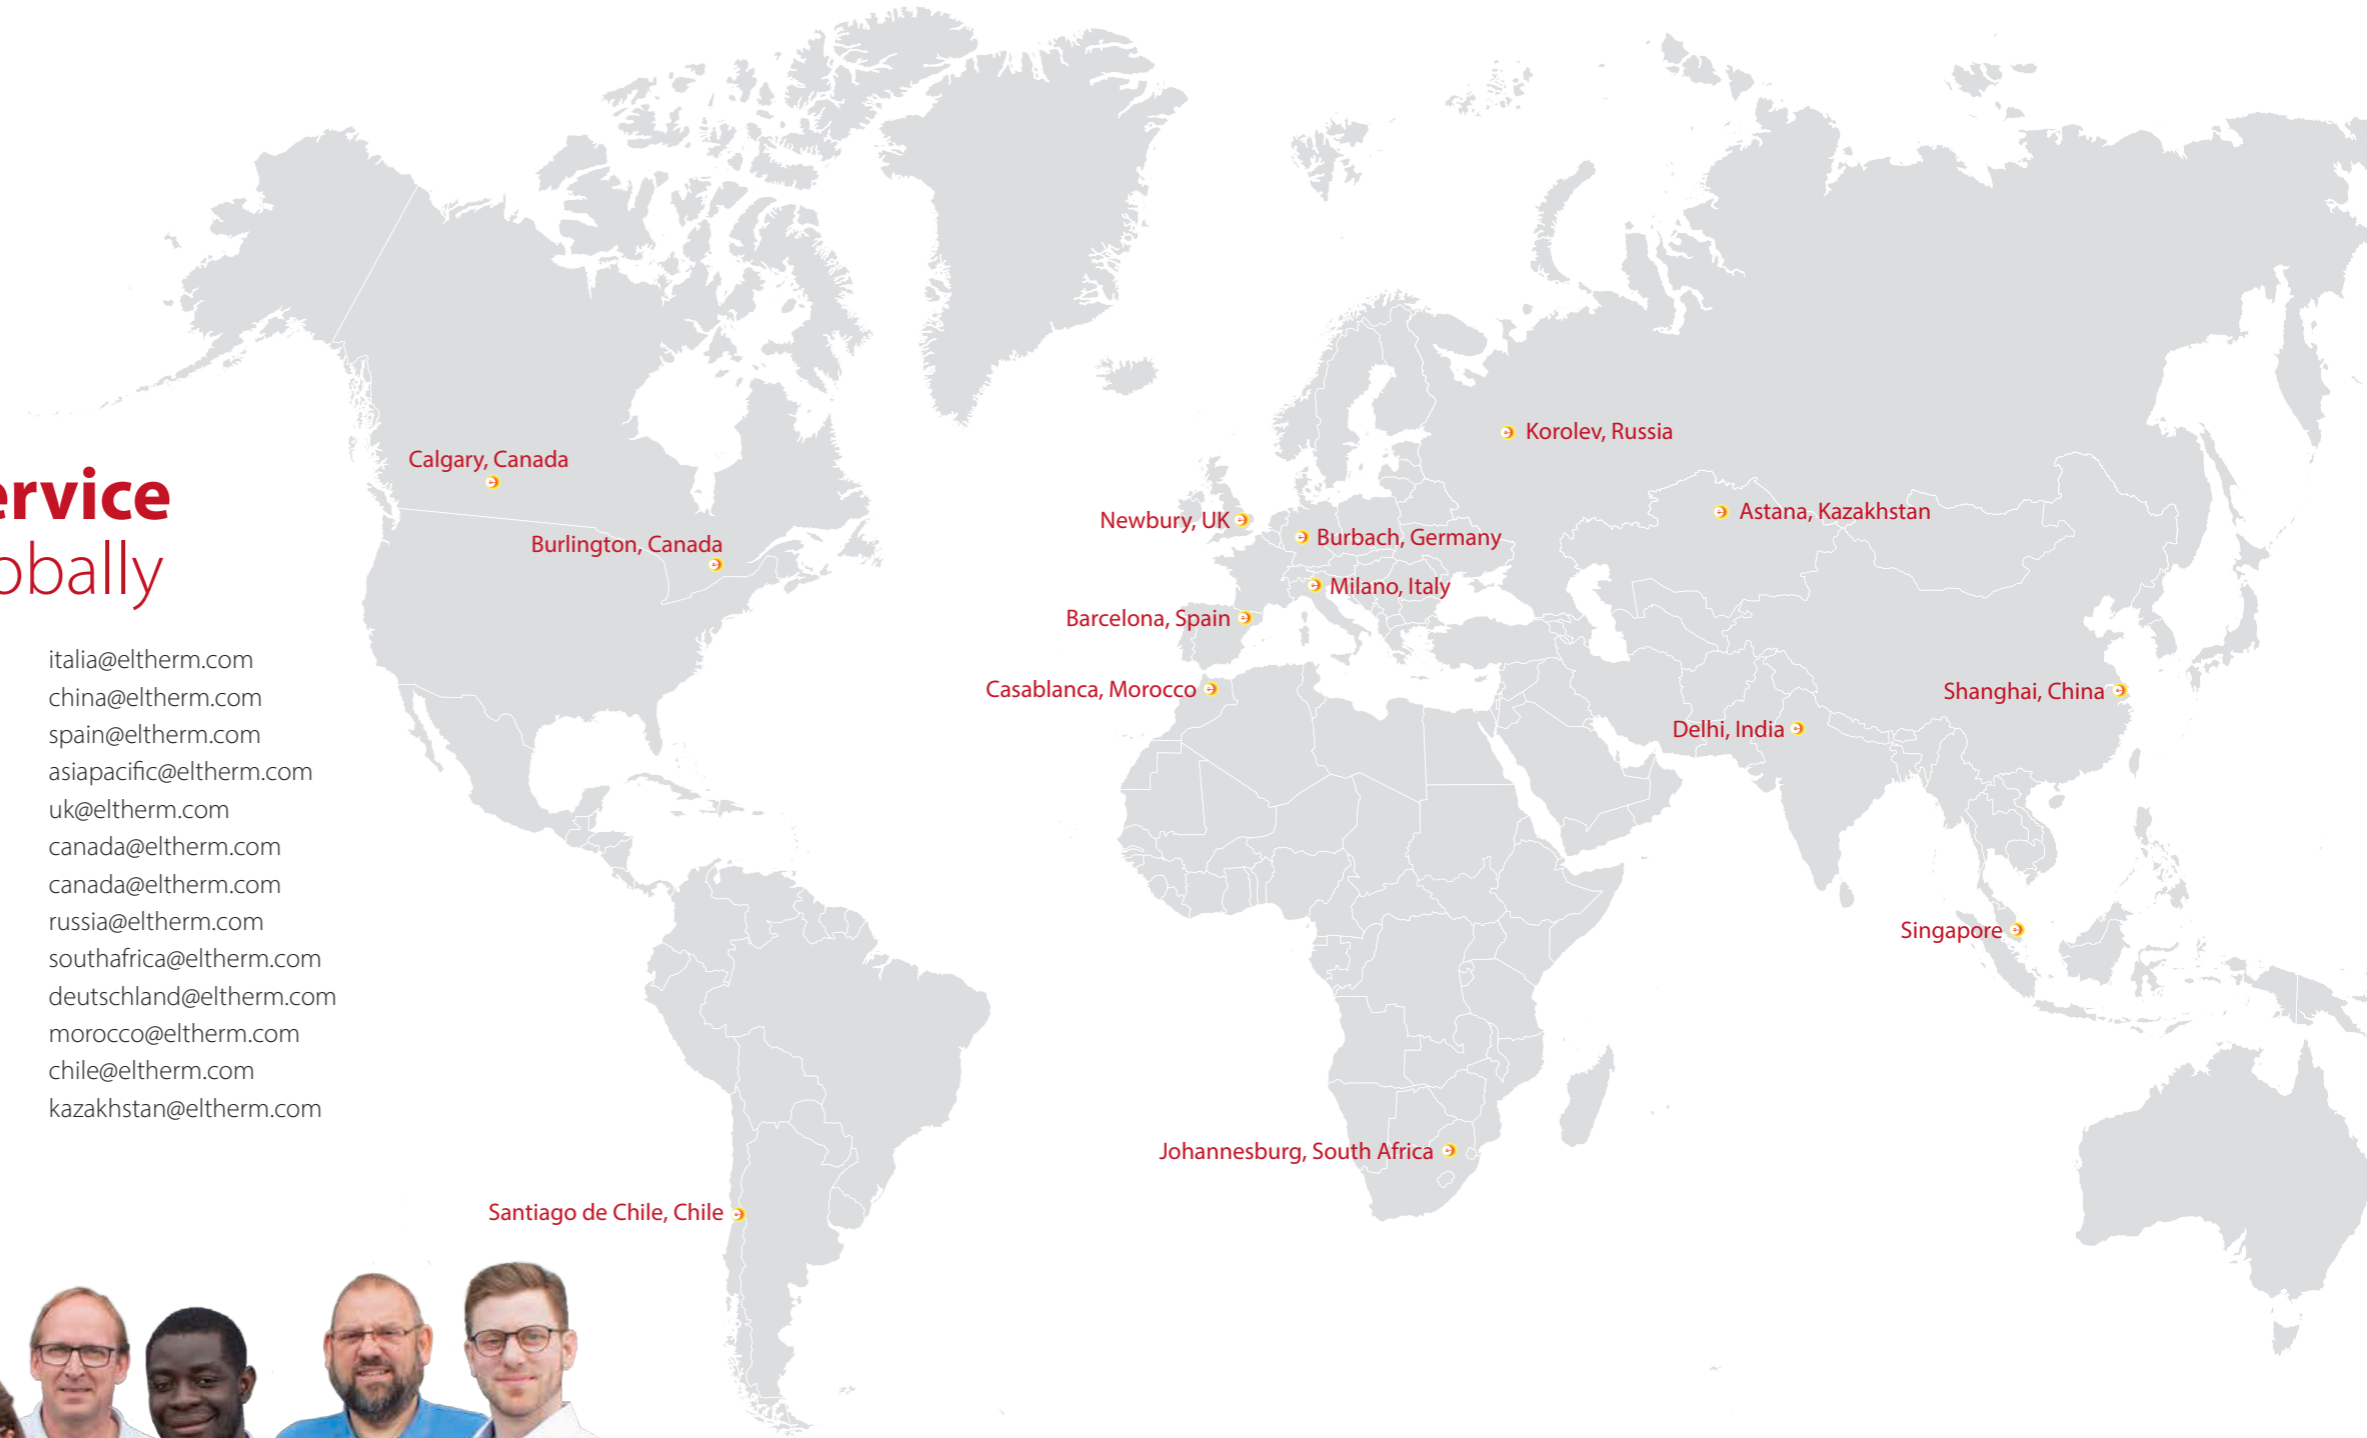 ervice
obally
italia@eltherm.com
china@eltherm.com
spain@eltherm.com
asiapacific@eltherm.com
uk@eltherm.com
canada@eltherm.com
canada@eltherm.com
russia@eltherm.com
southafrica@eltherm.com
deutschland@eltherm.com
morocco@eltherm.com
chile@eltherm.com
kazakhstan@eltherm.com
Calgary, Canada
Burlington, Canada
Korolev, Russia
Astana, Kazakhstan
Newbury, UK
Burbach, Germany
Milano, Italy
Barcelona, Spain
Casablanca, Morocco
Shanghai, China
Delhi, India
Singapore
Johannesburg, South Africa
Santiago de Chile, Chile